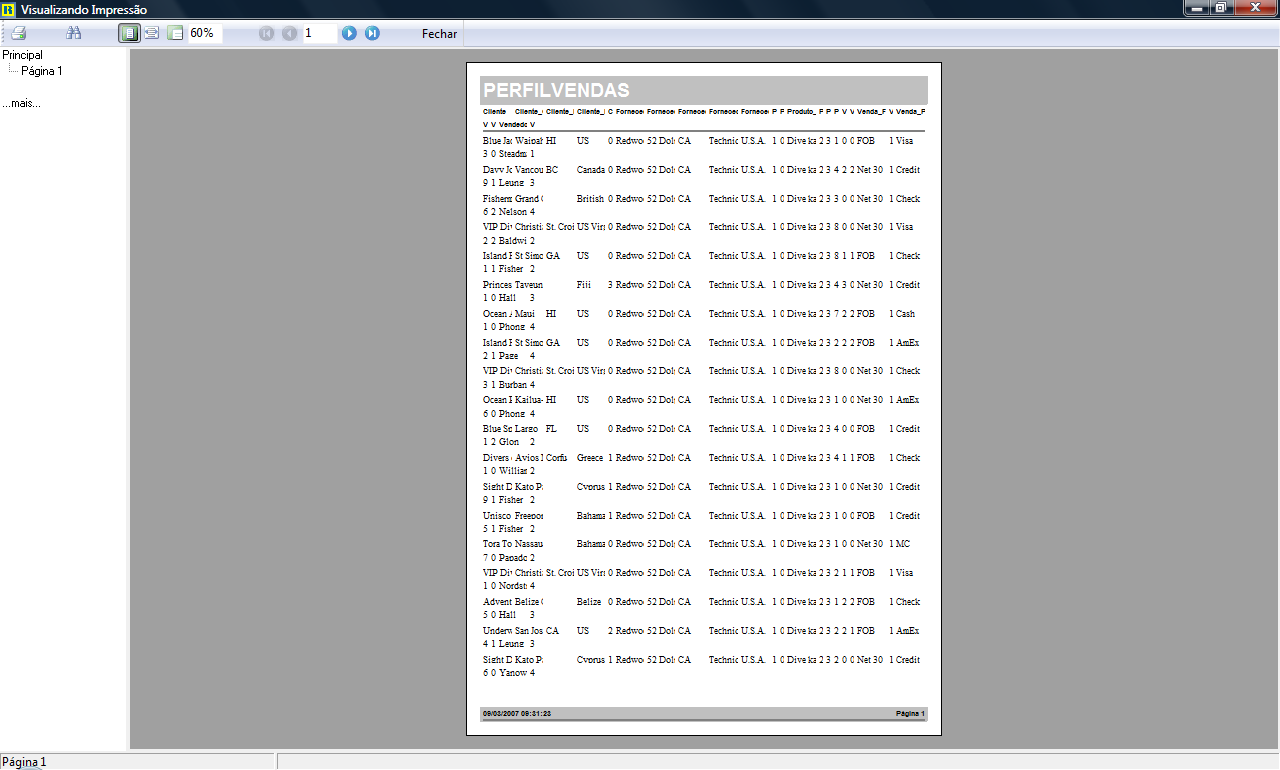 Visualizando Impressão
60% 1 Fechar
Principal
Página 1
...mais...
PERFILVENDAS
Cliente Cliente_ Cliente_ Cliente_ C Fornece Fornece Fornece Fornece Fornece P F Produto_ F P P V V Venda_F V Venda_F
V V Vendedo V
Blue Jac Waipah HI US 0 Redwo 52 Dol CA Technic U.S.A. 1 0 Dive ka 2 3 1 0 0 FOB 1 Visa
3 0 Steadm 1
Davy Jo Vancou BC Canada 0 Redwo 52 Dol CA Technic U.S.A. 1 0 Dive ka 2 3 4 2 2 Net 30 1 Credit
9 1 Leung 3
Fisherm Grand C British 0 Redwo 52 Dol CA Technic U.S.A. 1 0 Dive ka 2 3 3 0 0 Net 30 1 Check
6 2 Nelson 4
VIP Div Christi St. Croi US Virg 0 Redwo 52 Dol CA Technic U.S.A. 1 0 Dive ka 2 3 8 0 0 Net 30 1 Visa
2 2 Baldwi 2
Island F St Simo GA US 0 Redwo 52 Dol CA Technic U.S.A. 1 0 Dive ka 2 3 8 1 1 FOB 1 Check
1 1 Fisher 2
Princes Taveun Fiji 3 Redwo 52 Dol CA Technic U.S.A. 1 0 Dive ka 2 3 4 3 0 Net 30 1 Credit
1 0 Hall 3
Ocean A Maui HI US 0 Redwo 52 Dol CA Technic U.S.A. 1 0 Dive ka 2 3 7 2 2 FOB 1 Cash
1 0 Phong 4
Island F St Simo GA US 0 Redwo 52 Dol CA Technic U.S.A. 1 0 Dive ka 2 3 2 2 2 FOB 1 AmEx
2 1 Page 4
VIP Div Christi St. Croi US Virg 0 Redwo 52 Dol CA Technic U.S.A. 1 0 Dive ka 2 3 8 0 0 Net 30 1 Check
3 1 Burban 4
Ocean F Kailua- HI US 0 Redwo 52 Dol CA Technic U.S.A. 1 0 Dive ka 2 3 1 0 0 Net 30 1 AmEx
6 0 Phong 4
Blue Sp Largo FL US 0 Redwo 52 Dol CA Technic U.S.A. 1 0 Dive ka 2 3 4 0 0 FOB 1 Credit
1 2 Glon 2
Divers Avios I Corfu Greece 1 Redwo 52 Dol CA Technic U.S.A. 1 0 Dive ka 2 3 4 1 1 FOB 1 Check
1 0 Willia 2
Sight D Kato P Cyprus 1 Redwo 52 Dol CA Technic U.S.A. 1 0 Dive ka 2 3 1 0 0 Net 30 1 Credit
9 1 Fisher 2
Unisco Freepor Bahama 1 Redwo 52 Dol CA Technic U.S.A. 1 0 Dive ka 2 3 1 0 0 FOB 1 Credit
5 1 Fisher 2
Tora To Nassau Bahama 0 Redwo 52 Dol CA Technic U.S.A. 1 0 Dive ka 2 3 1 0 0 Net 30 1 MC
7 0 Papado 2
VIP Div Christi St. Croi US Virg 0 Redwo 52 Dol CA Technic U.S.A. 1 0 Dive ka 2 3 2 1 1 FOB 1 Visa
1 0 Nordst 4
Advent Belize C Belize 0 Redwo 52 Dol CA Technic U.S.A. 1 0 Dive ka 2 3 1 2 2 FOB 1 Check
5 0 Hall 3
Underw San Jos CA US 2 Redwo 52 Dol CA Technic U.S.A. 1 0 Dive ka 2 3 2 2 1 FOB 1 AmEx
4 1 Leung 3
Sight D Kato P Cyprus 1 Redwo 52 Dol CA Technic U.S.A. 1 0 Dive ka 2 3 2 0 0 Net 30 1 Credit
6 0 Yanow 4
09/03/2007 09:31:23 Página 1
Página 1